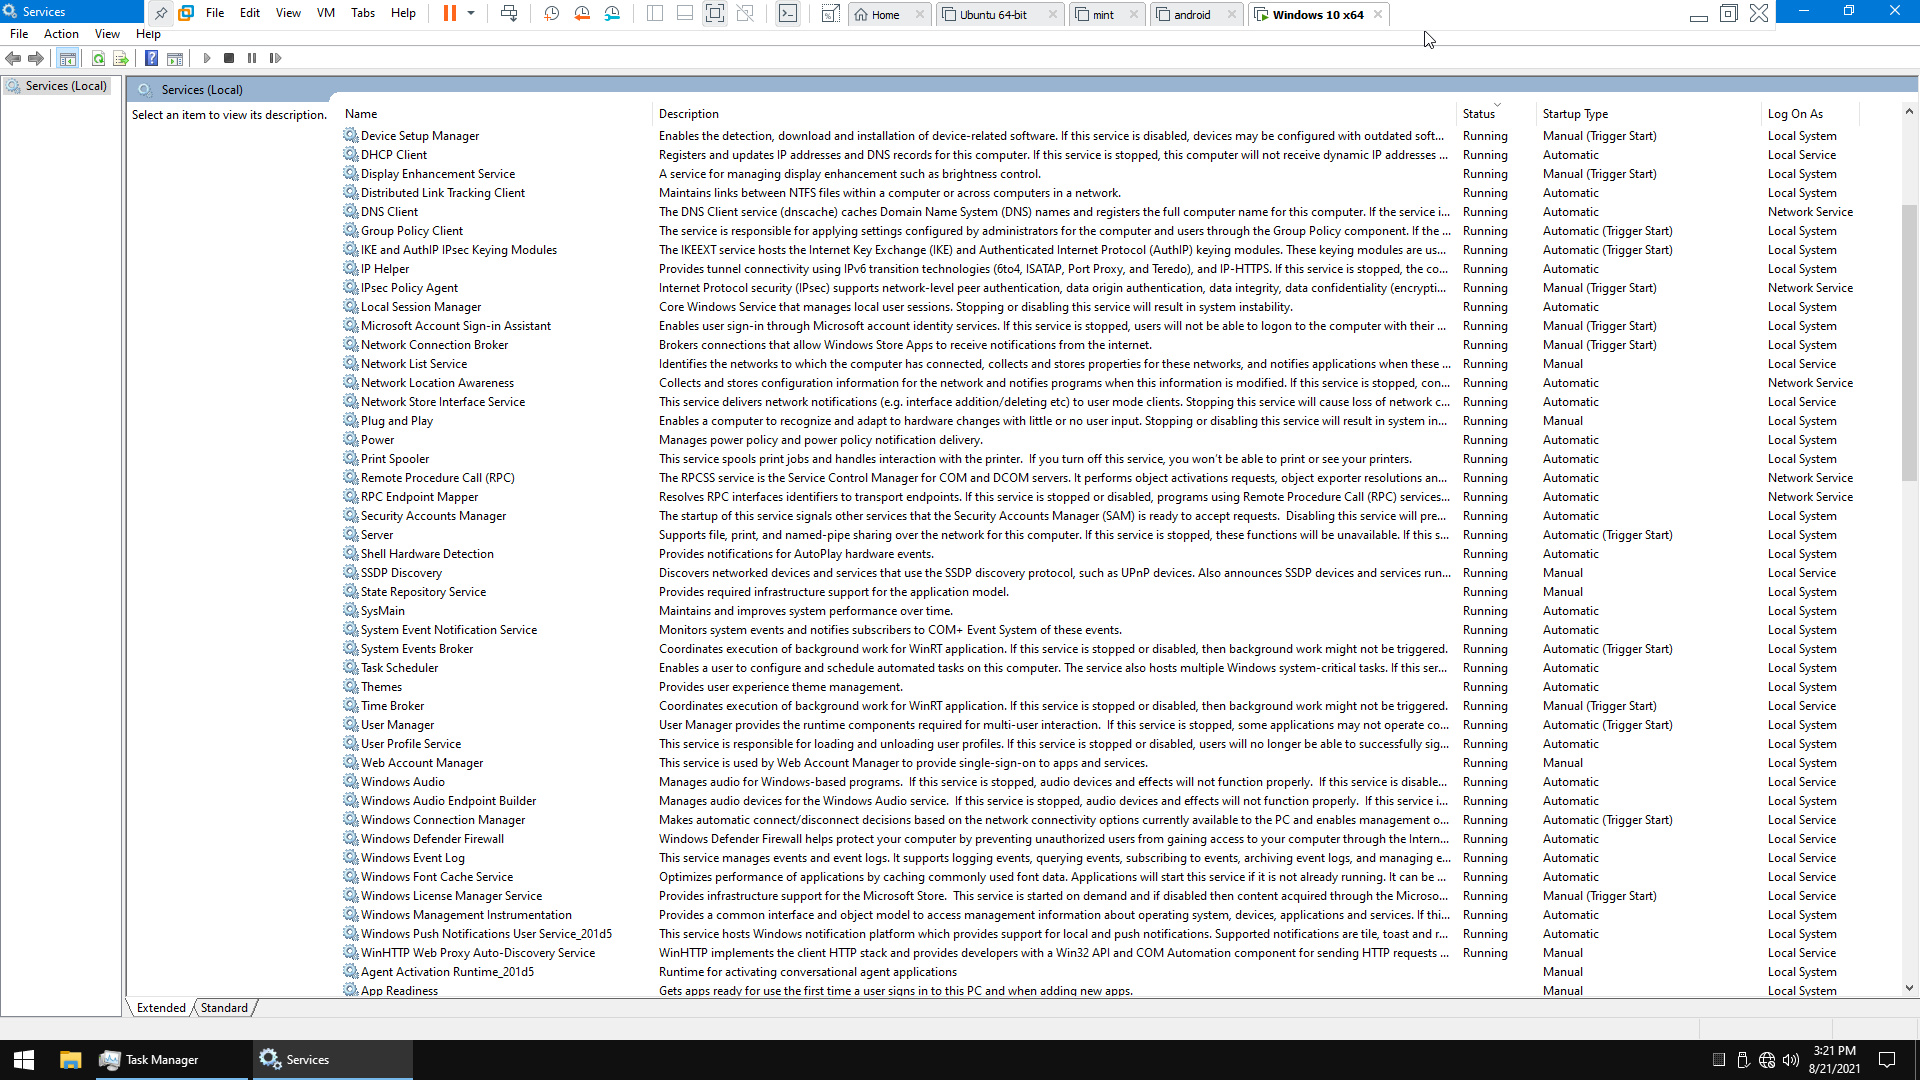 Services File Edit View VM Tabs Help Home Ubuntu 64-bit mint android Windows 10 x64
File Action View Help
Services (Local) Services (Local)
Select an item to view its description. Name Description Status Startup Type Log On As
Device Setup Manager Enables the detection, download and installation of device-related software. If this service is disabled, devices may be configured with outdated soft... Running Manual (Trigger Start) Local System
DHCP Client Registers and updates IP addresses and DNS records for this computer. If this service is stopped, this computer will not receive dynamic IP addresses ... Running Automatic Local Service
Display Enhancement Service A service for managing display enhancement such as brightness control. Running Manual (Trigger Start) Local System
Distributed Link Tracking Client Maintains links between NTFS files within a computer or across computers in a network. Running Automatic Local System
DNS Client The DNS Client service (dnscache) caches Domain Name System (DNS) names and registers the full computer name for this computer. If the service i... Running Automatic Network Service
Group Policy Client The service is responsible for applying settings configured by administrators for the computer and users through the Group Policy component. If the ... Running Automatic (Trigger Start) Local System
IKE and AuthIP IPsec Keying Modules The IKEEXT service hosts the Internet Key Exchange (IKE) and Authenticated Internet Protocol (AuthIP) keying modules. These keying modules are us... Running Automatic (Trigger Start) Local System
IP Helper Provides tunnel connectivity using IPv6 transition technologies (6to4, ISATAP, Port Proxy, and Teredo), and IP-HTTPS. If this service is stopped, the co... Running Automatic Local System
IPsec Policy Agent Internet Protocol security (IPsec) supports network-level peer authentication, data origin authentication, data integrity, data confidentiality (encrypti... Running Manual (Trigger Start) Network Service
Local Session Manager Core Windows Service that manages local user sessions. Stopping or disabling this service will result in system instability. Running Automatic Local System
Microsoft Account Sign-in Assistant Enables user sign-in through Microsoft account identity services. If this service is stopped, users will not be able to logon to the computer with their ... Running Manual (Trigger Start) Local System
Network Connection Broker Brokers connections that allow Windows Store Apps to receive notifications from the internet. Running Manual (Trigger Start) Local System
Network List Service Identifies the networks to which the computer has connected, collects and stores properties for these networks, and notifies applications when these ... Running Manual Local Service
Network Location Awareness Collects and stores configuration information for the network and notifies programs when this information is modified. If this service is stopped, con... Running Automatic Network Service
Network Store Interface Service This service delivers network notifications (e.g. interface addition/deleting etc) to user mode clients. Stopping this service will cause loss of network c... Running Automatic Local Service
Plug and Play Enables a computer to recognize and adapt to hardware changes with little or no user input. Stopping or disabling this service will result in system in... Running Manual Local System
Power Manages power policy and power policy notification delivery. Running Automatic Local System
Print Spooler This service spools print jobs and handles interaction with the printer.  If you turn off this service, you won't be able to print or see your printers. Running Automatic Local System
Remote Procedure Call (RPC) The RPCSS service is the Service Control Manager for COM and DCOM servers. It performs object activations requests, object exporter resolutions an... Running Automatic Network Service
RPC Endpoint Mapper Resolves RPC interfaces identifiers to transport endpoints. If this service is stopped or disabled, programs using Remote Procedure Call (RPC) services... Running Automatic Network Service
Security Accounts Manager The startup of this service signals other services that the Security Accounts Manager (SAM) is ready to accept requests.  Disabling this service will pre... Running Automatic Local System
Server Supports file, print, and named-pipe sharing over the network for this computer. If this service is stopped, these functions will be unavailable. If this s... Running Automatic (Trigger Start) Local System
Shell Hardware Detection Provides notifications for AutoPlay hardware events. Running Automatic Local System
SSDP Discovery Discovers networked devices and services that use the SSDP discovery protocol, such as UPnP devices. Also announces SSDP devices and services run... Running Manual Local Service
State Repository Service Provides required infrastructure support for the application model. Running Manual Local System
SysMain Maintains and improves system performance over time. Running Automatic Local System
System Event Notification Service Monitors system events and notifies subscribers to COM+ Event System of these events. Running Automatic Local System
System Events Broker Coordinates execution of background work for WinRT application. If this service is stopped or disabled, then background work might not be triggered. Running Automatic (Trigger Start) Local System
Task Scheduler Enables a user to configure and schedule automated tasks on this computer. The service also hosts multiple Windows system-critical tasks. If this ser... Running Automatic Local System
Themes Provides user experience theme management. Running Automatic Local System
Time Broker Coordinates execution of background work for WinRT application. If this service is stopped or disabled, then background work might not be triggered. Running Manual (Trigger Start) Local Service
User Manager User Manager provides the runtime components required for multi-user interaction.  If this service is stopped, some applications may not operate co... Running Automatic (Trigger Start) Local System
User Profile Service This service is responsible for loading and unloading user profiles. If this service is stopped or disabled, users will no longer be able to successfully sig... Running Automatic Local System
Web Account Manager This service is used by Web Account Manager to provide single-sign-on to apps and services. Running Manual Local System
Windows Audio Manages audio for Windows-based programs.  If this service is stopped, audio devices and effects will not function properly.  If this service is disable... Running Automatic Local Service
Windows Audio Endpoint Builder Manages audio devices for the Windows Audio service.  If this service is stopped, audio devices and effects will not function properly.  If this service i... Running Automatic Local System
Windows Connection Manager Makes automatic connect/disconnect decisions based on the network connectivity options currently available to the PC and enables management o... Running Automatic (Trigger Start) Local Service
Windows Defender Firewall Windows Defender Firewall helps protect your computer by preventing unauthorized users from gaining access to your computer through the Intern... Running Automatic Local Service
Windows Event Log This service manages events and event logs. It supports logging events, querying events, subscribing to events, archiving event logs, and managing e... Running Automatic Local Service
Windows Font Cache Service Optimizes performance of applications by caching commonly used font data. Applications will start this service if it is not already running. It can be ... Running Automatic Local Service
Windows License Manager Service Provides infrastructure support for the Microsoft Store.  This service is started on demand and if disabled then content acquired through the Microso... Running Manual (Trigger Start) Local Service
Windows Management Instrumentation Provides a common interface and object model to access management information about operating system, devices, applications and services. If thi... Running Automatic Local System
Windows Push Notifications User Service_201d5 This service hosts Windows notification platform which provides support for local and push notifications. Supported notifications are tile, toast and r... Running Automatic Local System
WinHTTP Web Proxy Auto-Discovery Service WinHTTP implements the client HTTP stack and provides developers with a Win32 API and COM Automation component for sending HTTP requests ... Running Manual Local Service
Agent Activation Runtime_201d5 Runtime for activating conversational agent applications Manual Local System
App Readiness Gets apps ready for use the first time a user signs in to this PC and when adding new apps. Manual Local System
Extended Standard
Task Manager Services 3:21 PM
8/21/2021